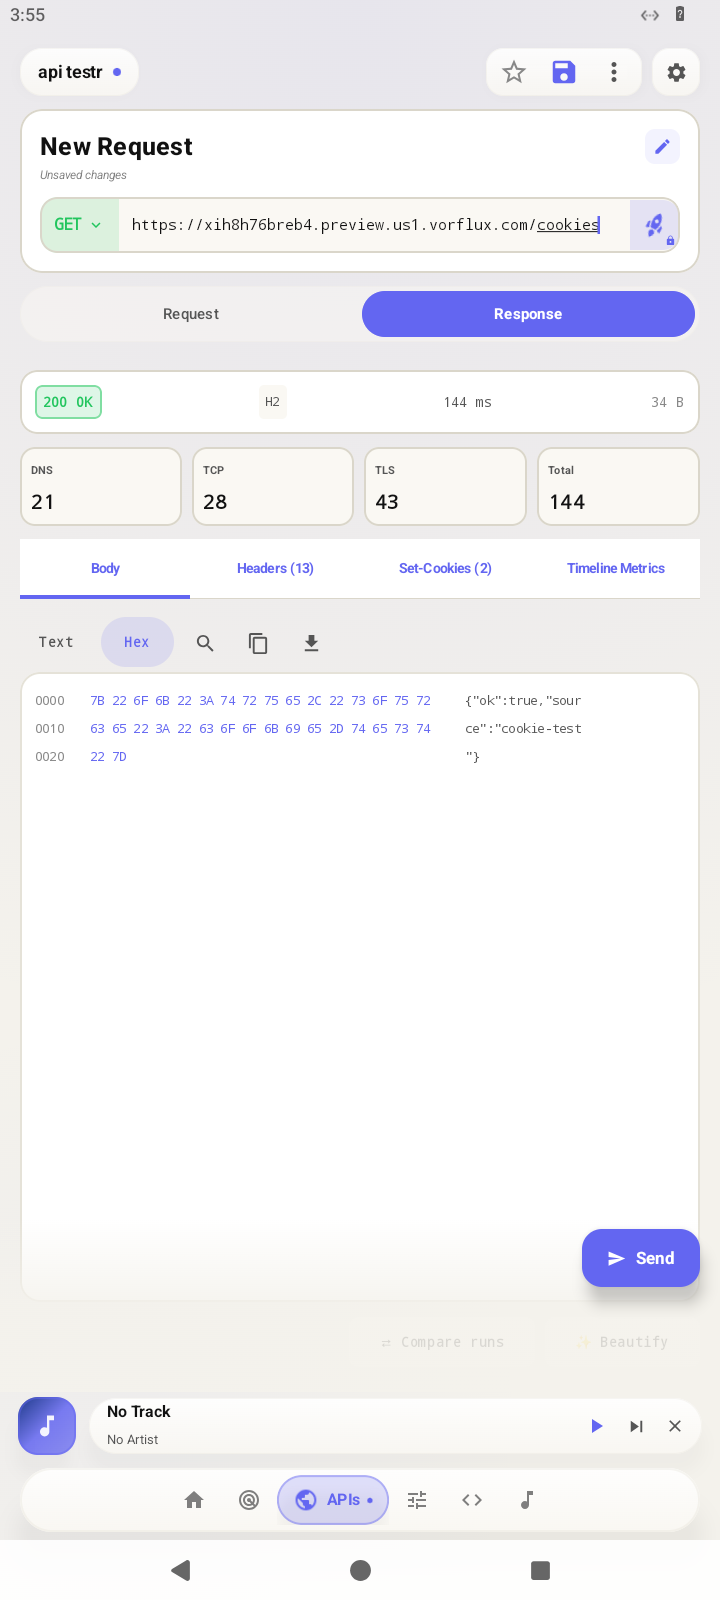 3:55
api testr
New Request
Unsaved changes
GET https://xih8h76breb4.preview.us1.vorflux.com/cookies
Request Response
200 OK H2 144 ms 34 B
DNS TCP TLS Total
21 28 43 144
Body Headers (13) Set-Cookies (2) Timeline Metrics
Text Hex
0000 7B 22 6F 6B 22 3A 74 72 75 65 2C 22 73 6F 75 72 {"ok":true,"sour
0010 63 65 22 3A 22 63 6F 6F 6B 69 65 2D 74 65 73 74 ce":"cookie-test
0020 22 7D "}
Send
Compare runs Beautify
No Track
No Artist
APIs